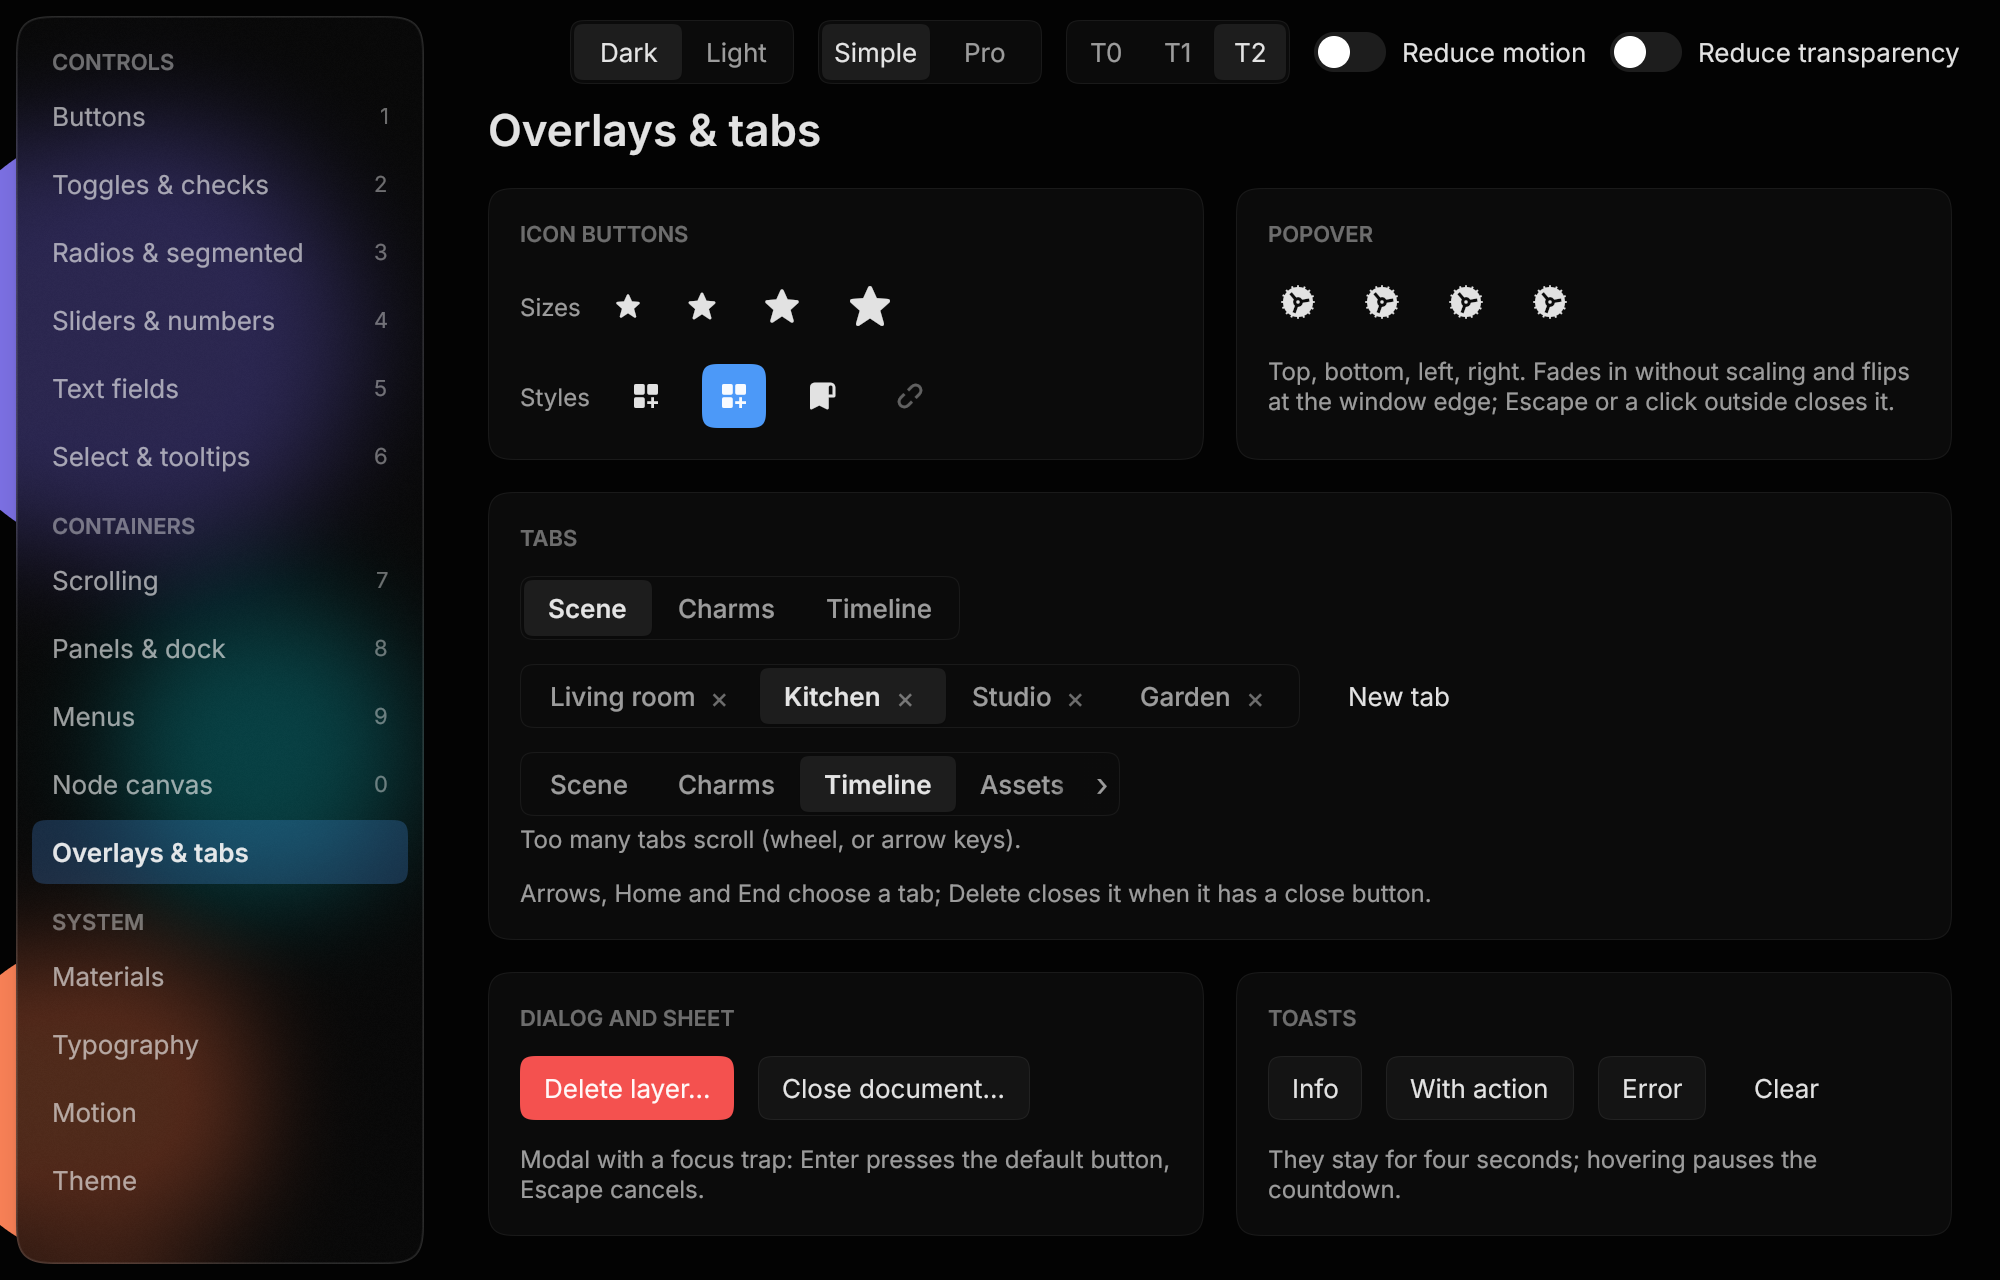 CONTROLS
Buttons 1
Toggles & checks 2
Radios & segmented 3
Sliders & numbers 4
Text fields 5
Select & tooltips 6
CONTAINERS
Scrolling 7
Panels & dock 8
Menus 9
Node canvas 0
Overlays & tabs
SYSTEM
Materials
Typography
Motion
Theme
Dark Light Simple Pro T0 T1 T2 Reduce motion Reduce transparency
Overlays & tabs
ICON BUTTONS
Sizes
Styles
POPOVER
Top, bottom, left, right. Fades in without scaling and flips
at the window edge; Escape or a click outside closes it.
TABS
Scene Charms Timeline
Living room × Kitchen × Studio × Garden × New tab
Scene Charms Timeline Assets ›
Too many tabs scroll (wheel, or arrow keys).
Arrows, Home and End choose a tab; Delete closes it when it has a close button.
DIALOG AND SHEET
Delete layer... Close document...
Modal with a focus trap: Enter presses the default button,
Escape cancels.
TOASTS
Info With action Error Clear
They stay for four seconds; hovering pauses the
countdown.